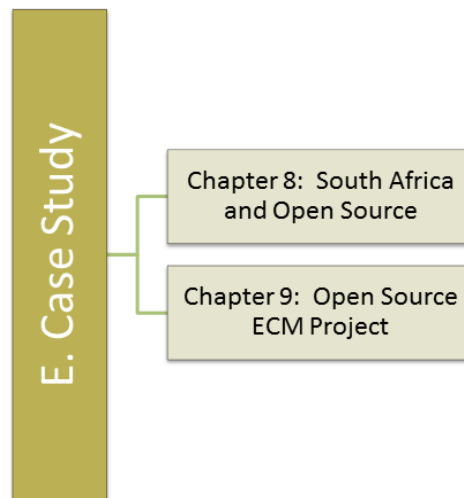 E. Case Study
Chapter 8: South Africa
and Open Source
Chapter 9: Open Source
ECM Project